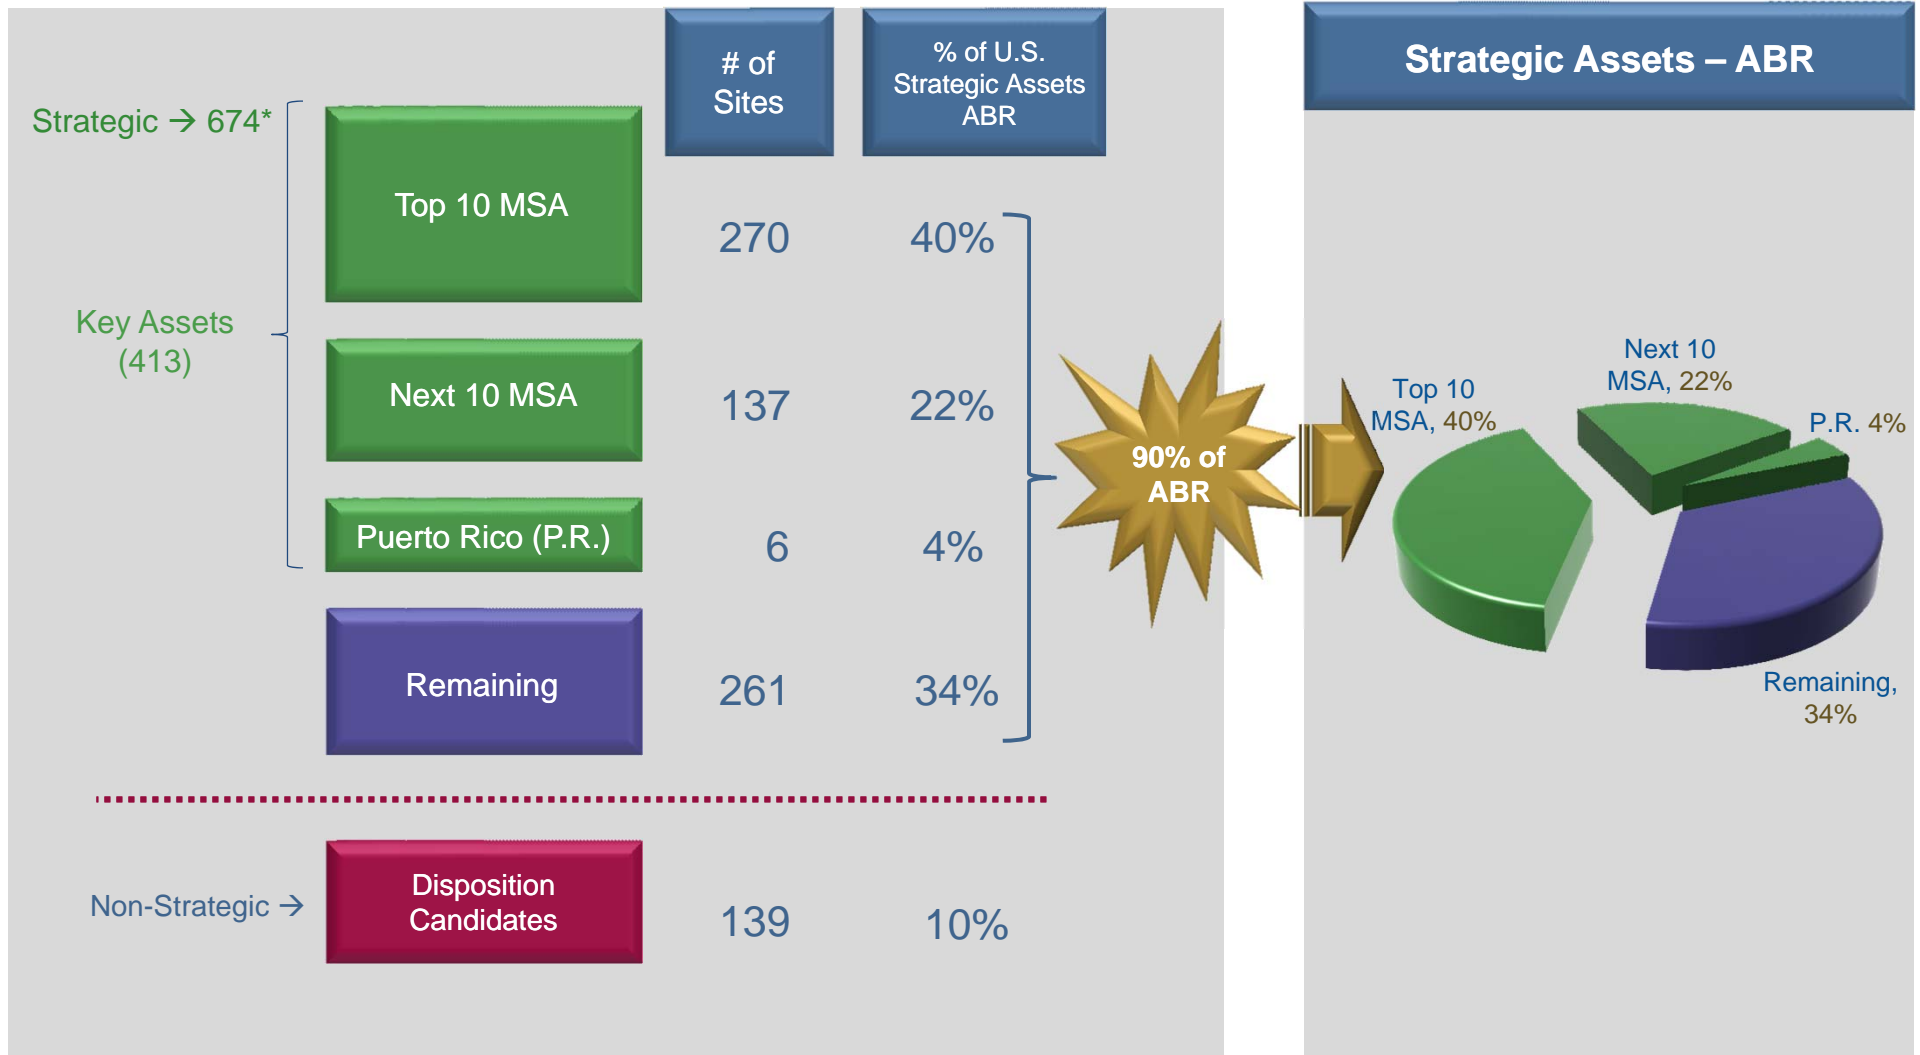 # of
Sites
% of U.S.
Strategic Assets
ABR
Strategic Assets – ABR
Strategic → 674*
Top 10 MSA
270
40%
Key Assets
(413)
Next 10 MSA
137
22%
Puerto Rico (P.R.)
6
4%
Remaining
261
34%
90% of
ABR
Top 10
MSA, 40%
Next 10
MSA, 22%
P.R. 4%
Remaining,
34%
Non-Strategic →
Disposition
Candidates
139
10%